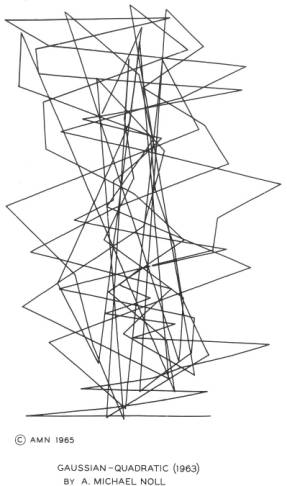 © AMN 1965
GAUSSIAN-QUADRATIC (1963)
BY A. MICHAEL NOLL